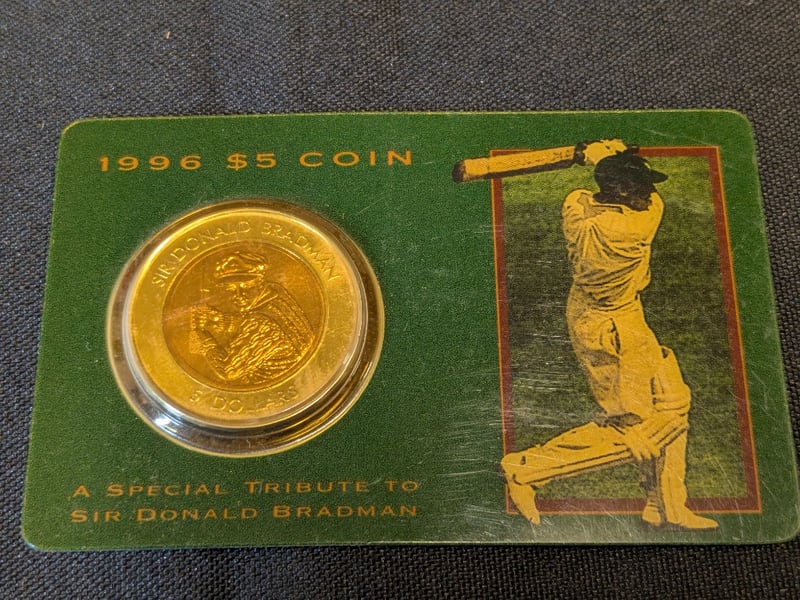 1996 $5 COIN
SIR DONALD BRADMAN
5 DOLLARS
A SPECIAL TRIBUTE TO
SIR DONALD BRADMAN